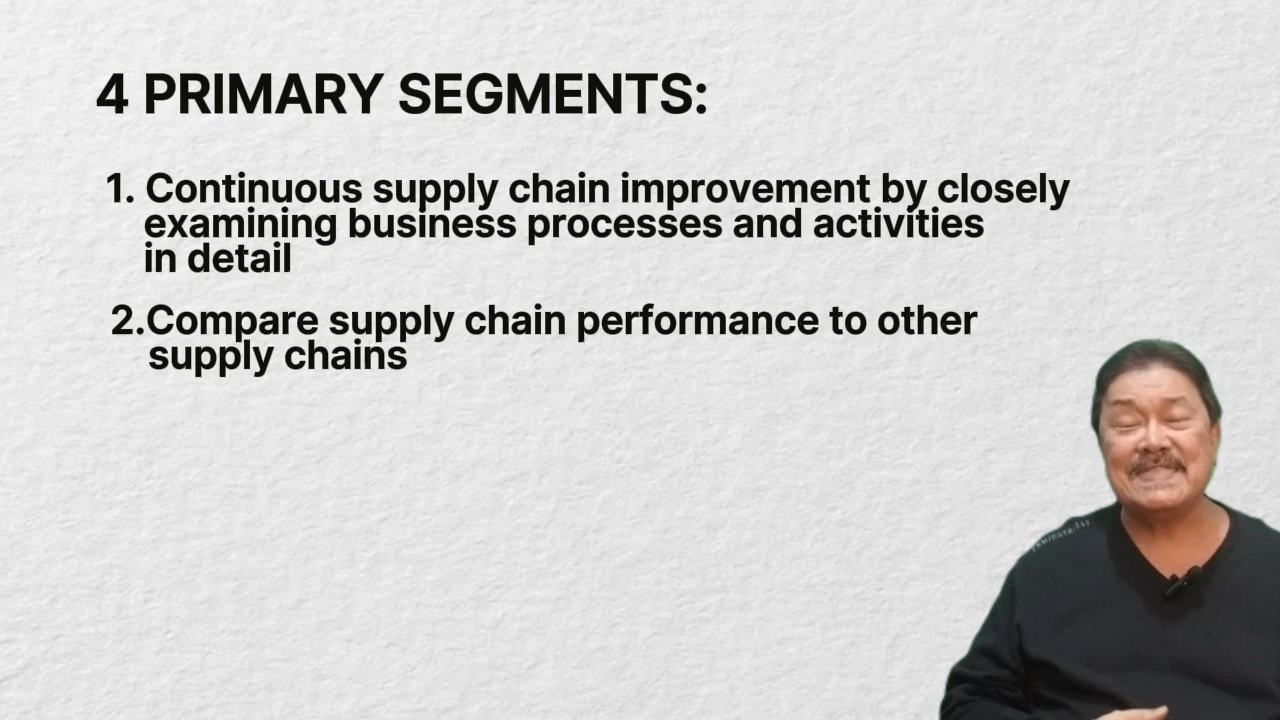 4 PRIMARY SEGMENTS:
1. Continuous supply chain improvement by closely
examining business processes and activities
in detail
2.Compare supply chain performance to other
supply chains